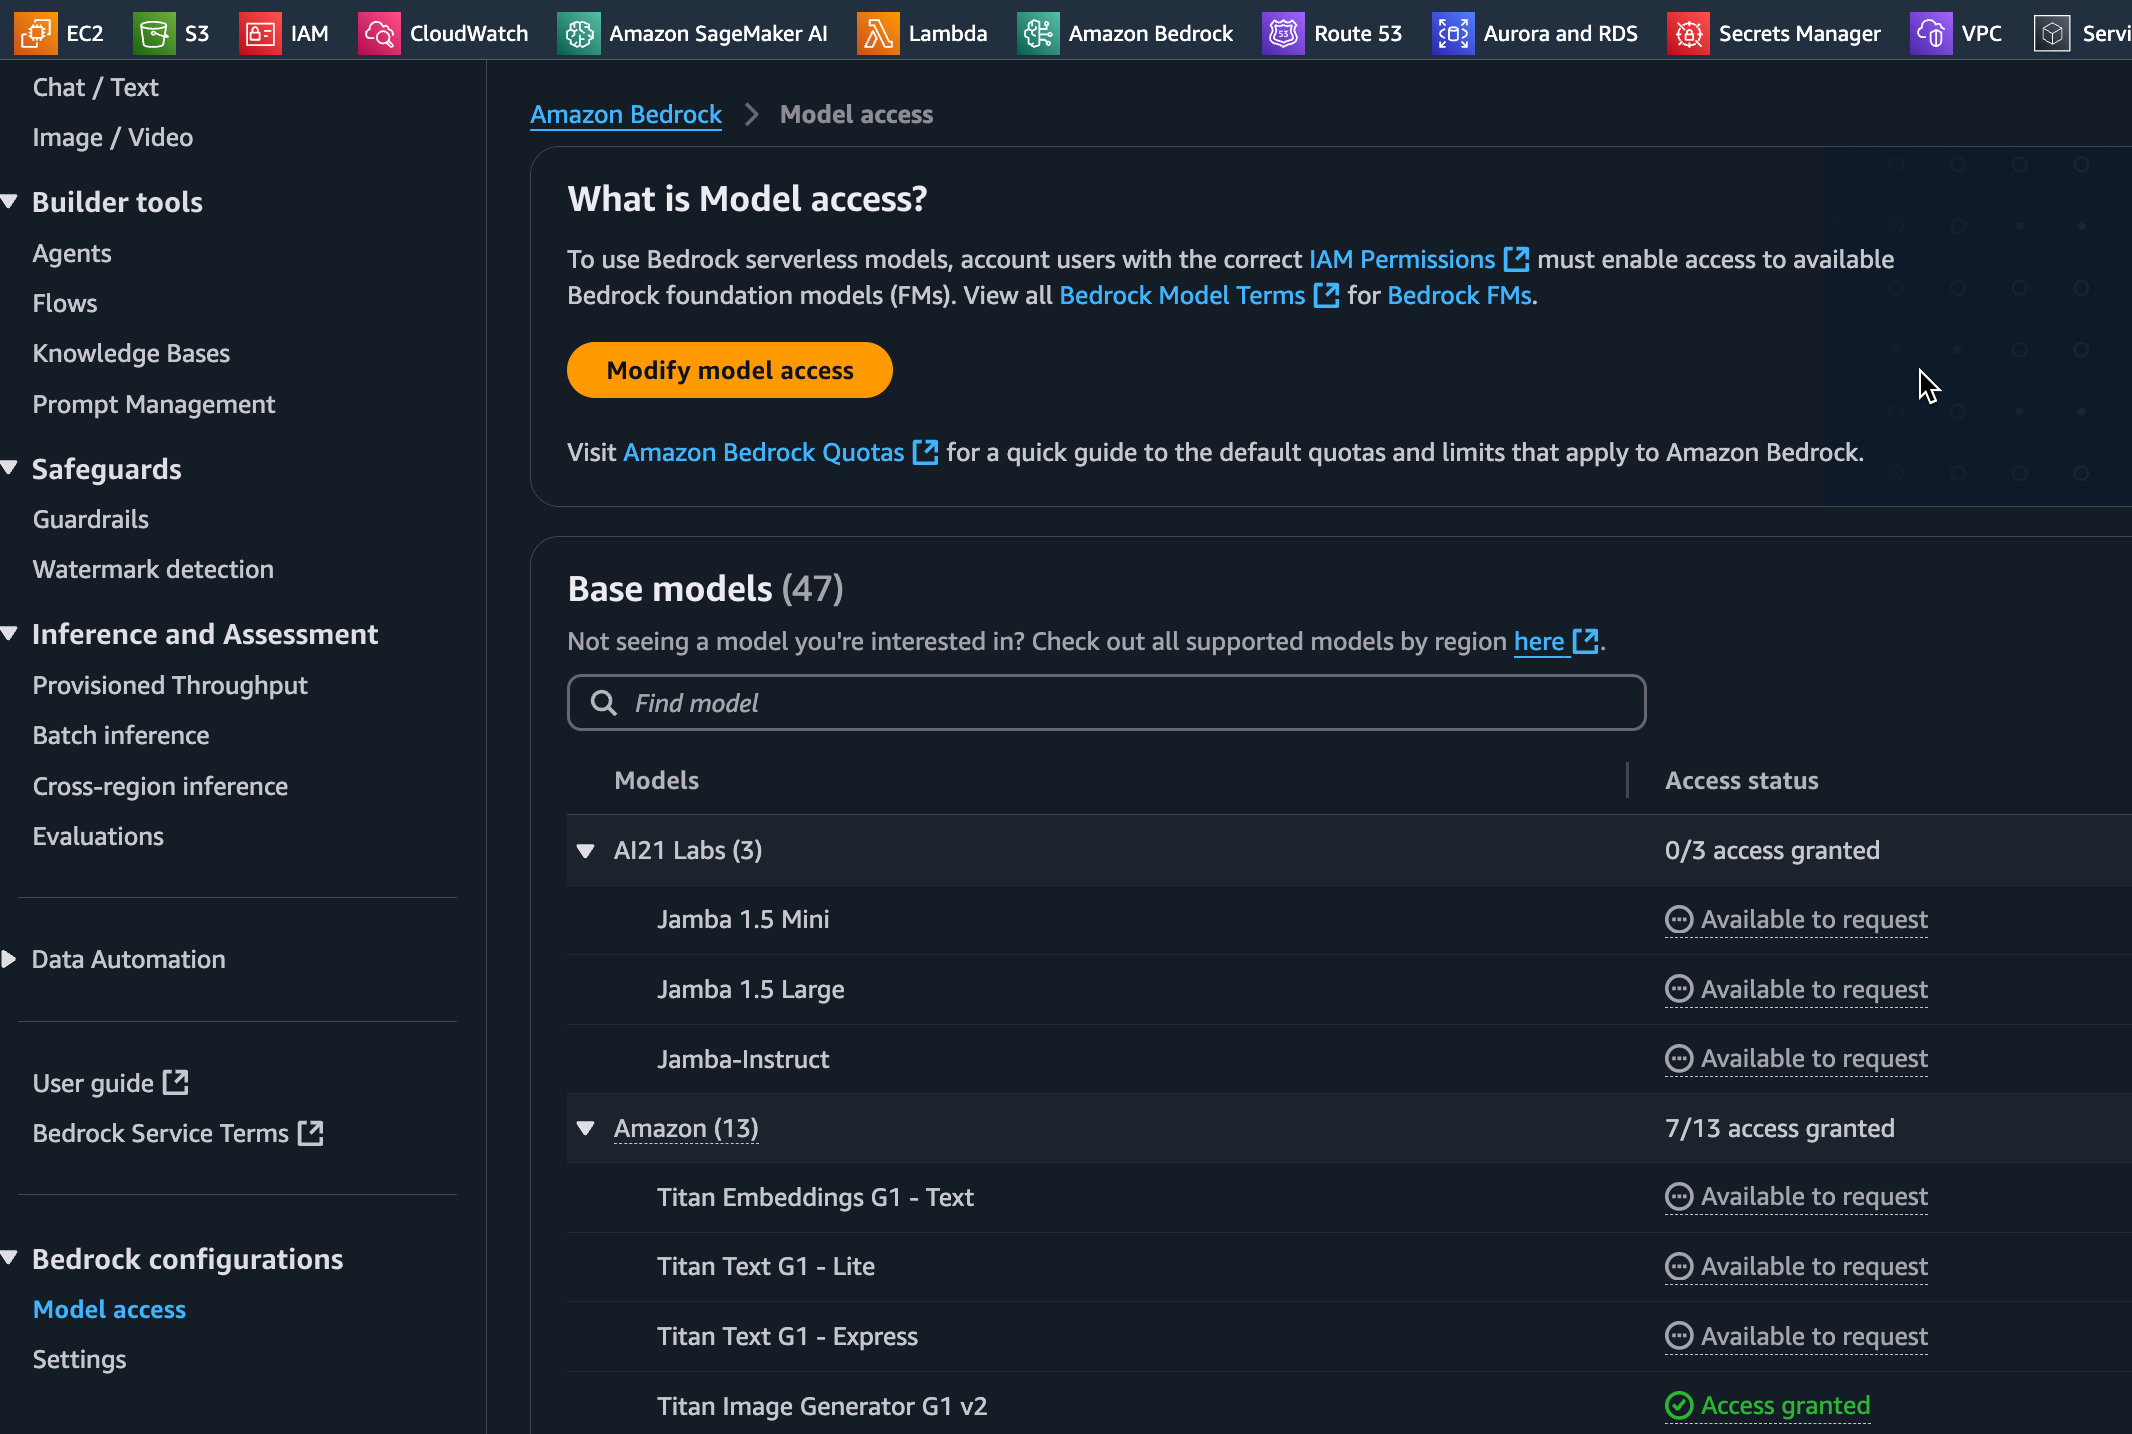 EC2 S3 IAM CloudWatch Amazon SageMaker AI Lambda Amazon Bedrock Route 53 Aurora and RDS Secrets Manager VPC Servi
Chat / Text
Image / Video
Builder tools
Agents
Flows
Knowledge Bases
Prompt Management
Safeguards
Guardrails
Watermark detection
Inference and Assessment
Provisioned Throughput
Batch inference
Cross-region inference
Evaluations
Data Automation
User guide
Bedrock Service Terms
Bedrock configurations
Model access
Settings
Amazon Bedrock > Model access
What is Model access?
To use Bedrock serverless models, account users with the correct IAM Permissions must enable access to available
Bedrock foundation models (FMs). View all Bedrock Model Terms for Bedrock FMs.
Modify model access
Visit Amazon Bedrock Quotas for a quick guide to the default quotas and limits that apply to Amazon Bedrock.
Base models (47)
Not seeing a model you're interested in? Check out all supported models by region here.
Find model
Models Access status
AI21 Labs (3) 0/3 access granted
Jamba 1.5 Mini Available to request
Jamba 1.5 Large Available to request
Jamba-Instruct Available to request
Amazon (13) 7/13 access granted
Titan Embeddings G1 - Text Available to request
Titan Text G1 - Lite Available to request
Titan Text G1 - Express Available to request
Titan Image Generator G1 v2 Access granted